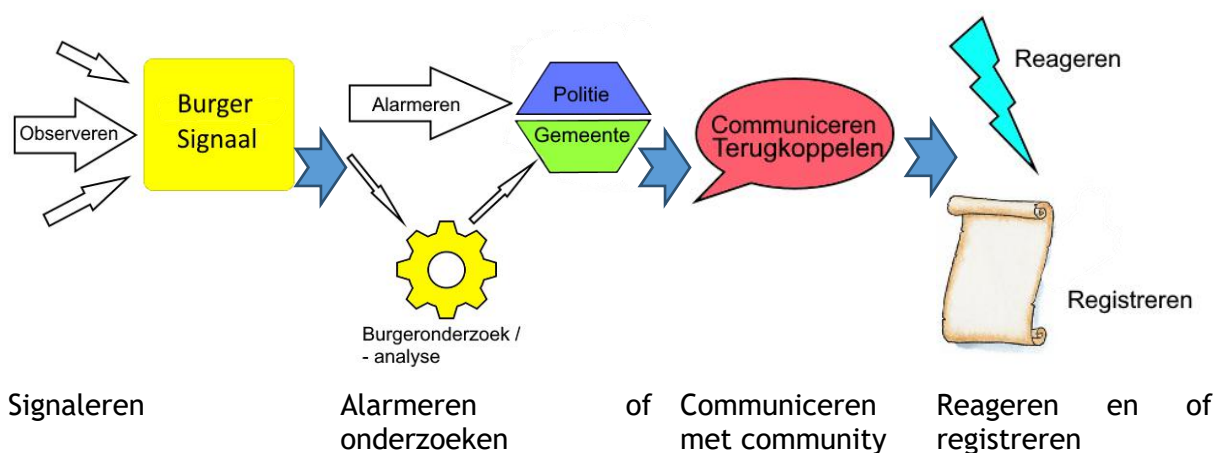 Observeren
Burger
Signaal
Alarmeren
Politie
Gemeente
Burgeronderzoek /
- analyse
Communiceren
Terugkoppelen
Reageren
Registreren
Signaleren
Alarmeren of
onderzoeken
Communiceren
met community
Reageren en of
registreren